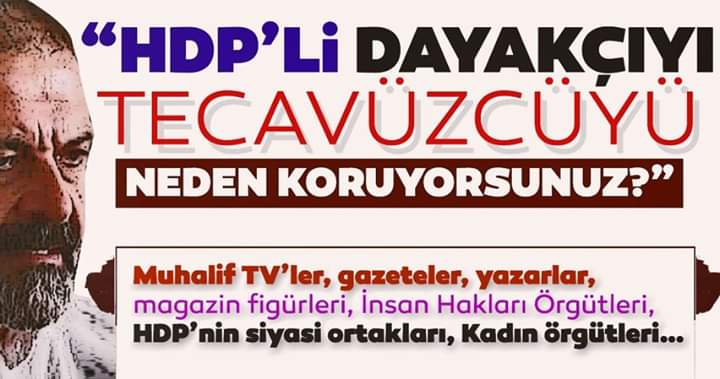 “HDP’Li DAYAKÇIYI
TECAVÜZCÜYÜ
NEDEN KORUYORSUNUZ?”
Muhalif TV’ler, gazeteler, yazarlar,
magazin figürleri, İnsan Hakları Örgütleri,
HDP’nin siyasi ortakları, Kadın örgütleri...